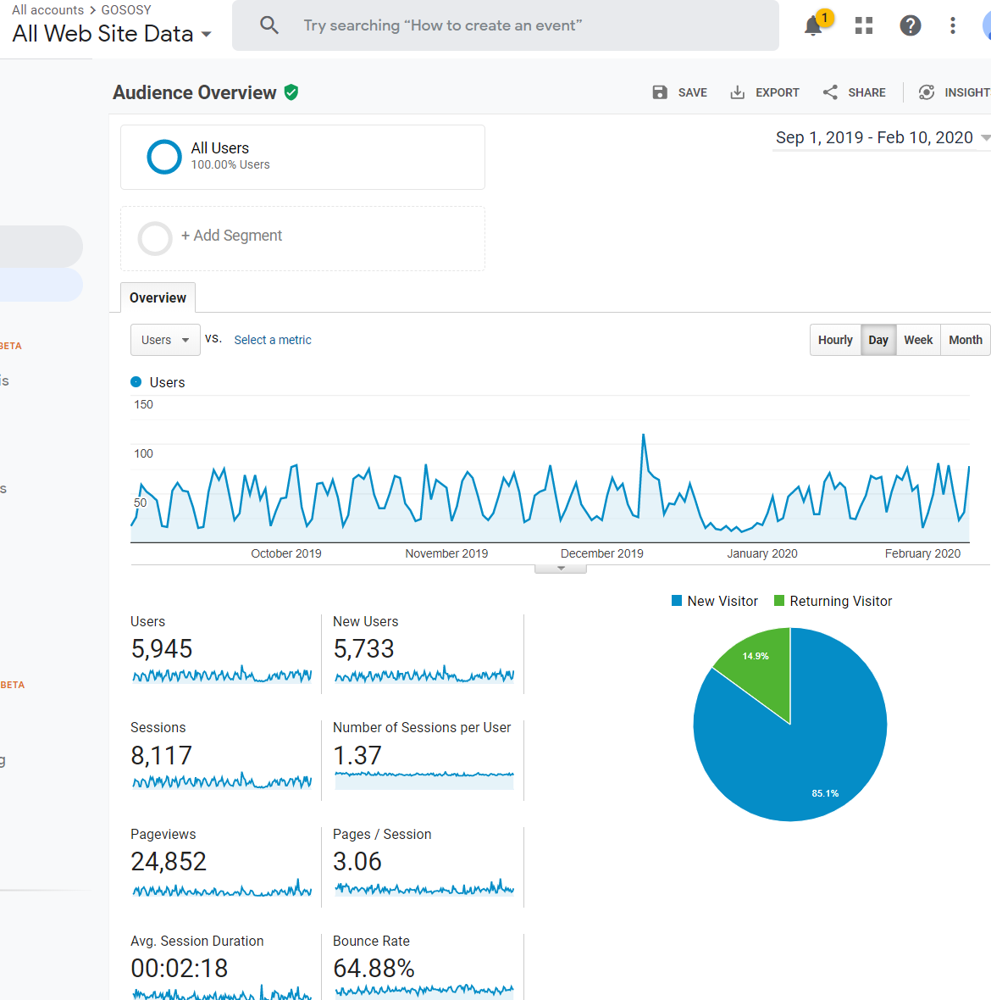 All accounts > GOSOSY
All Web Site Data
Try searching “How to create an event”
1
Audience Overview
SAVE
EXPORT
SHARE
INSIGHT
Sep 1, 2019 - Feb 10, 2020
All Users
100.00% Users
+ Add Segment
Overview
Users
vs.
Select a metric
Hourly
Day
Week
Month
BETA
is
s
BETA
g
Users
150
100
50
October 2019
November 2019
December 2019
January 2020
February 2020
New Visitor
Returning Visitor
14.9%
85.1%
Users
5,945
New Users
5,733
Sessions
8,117
Number of Sessions per User
1.37
Pageviews
24,852
Pages / Session
3.06
Avg. Session Duration
00:02:18
Bounce Rate
64.88%